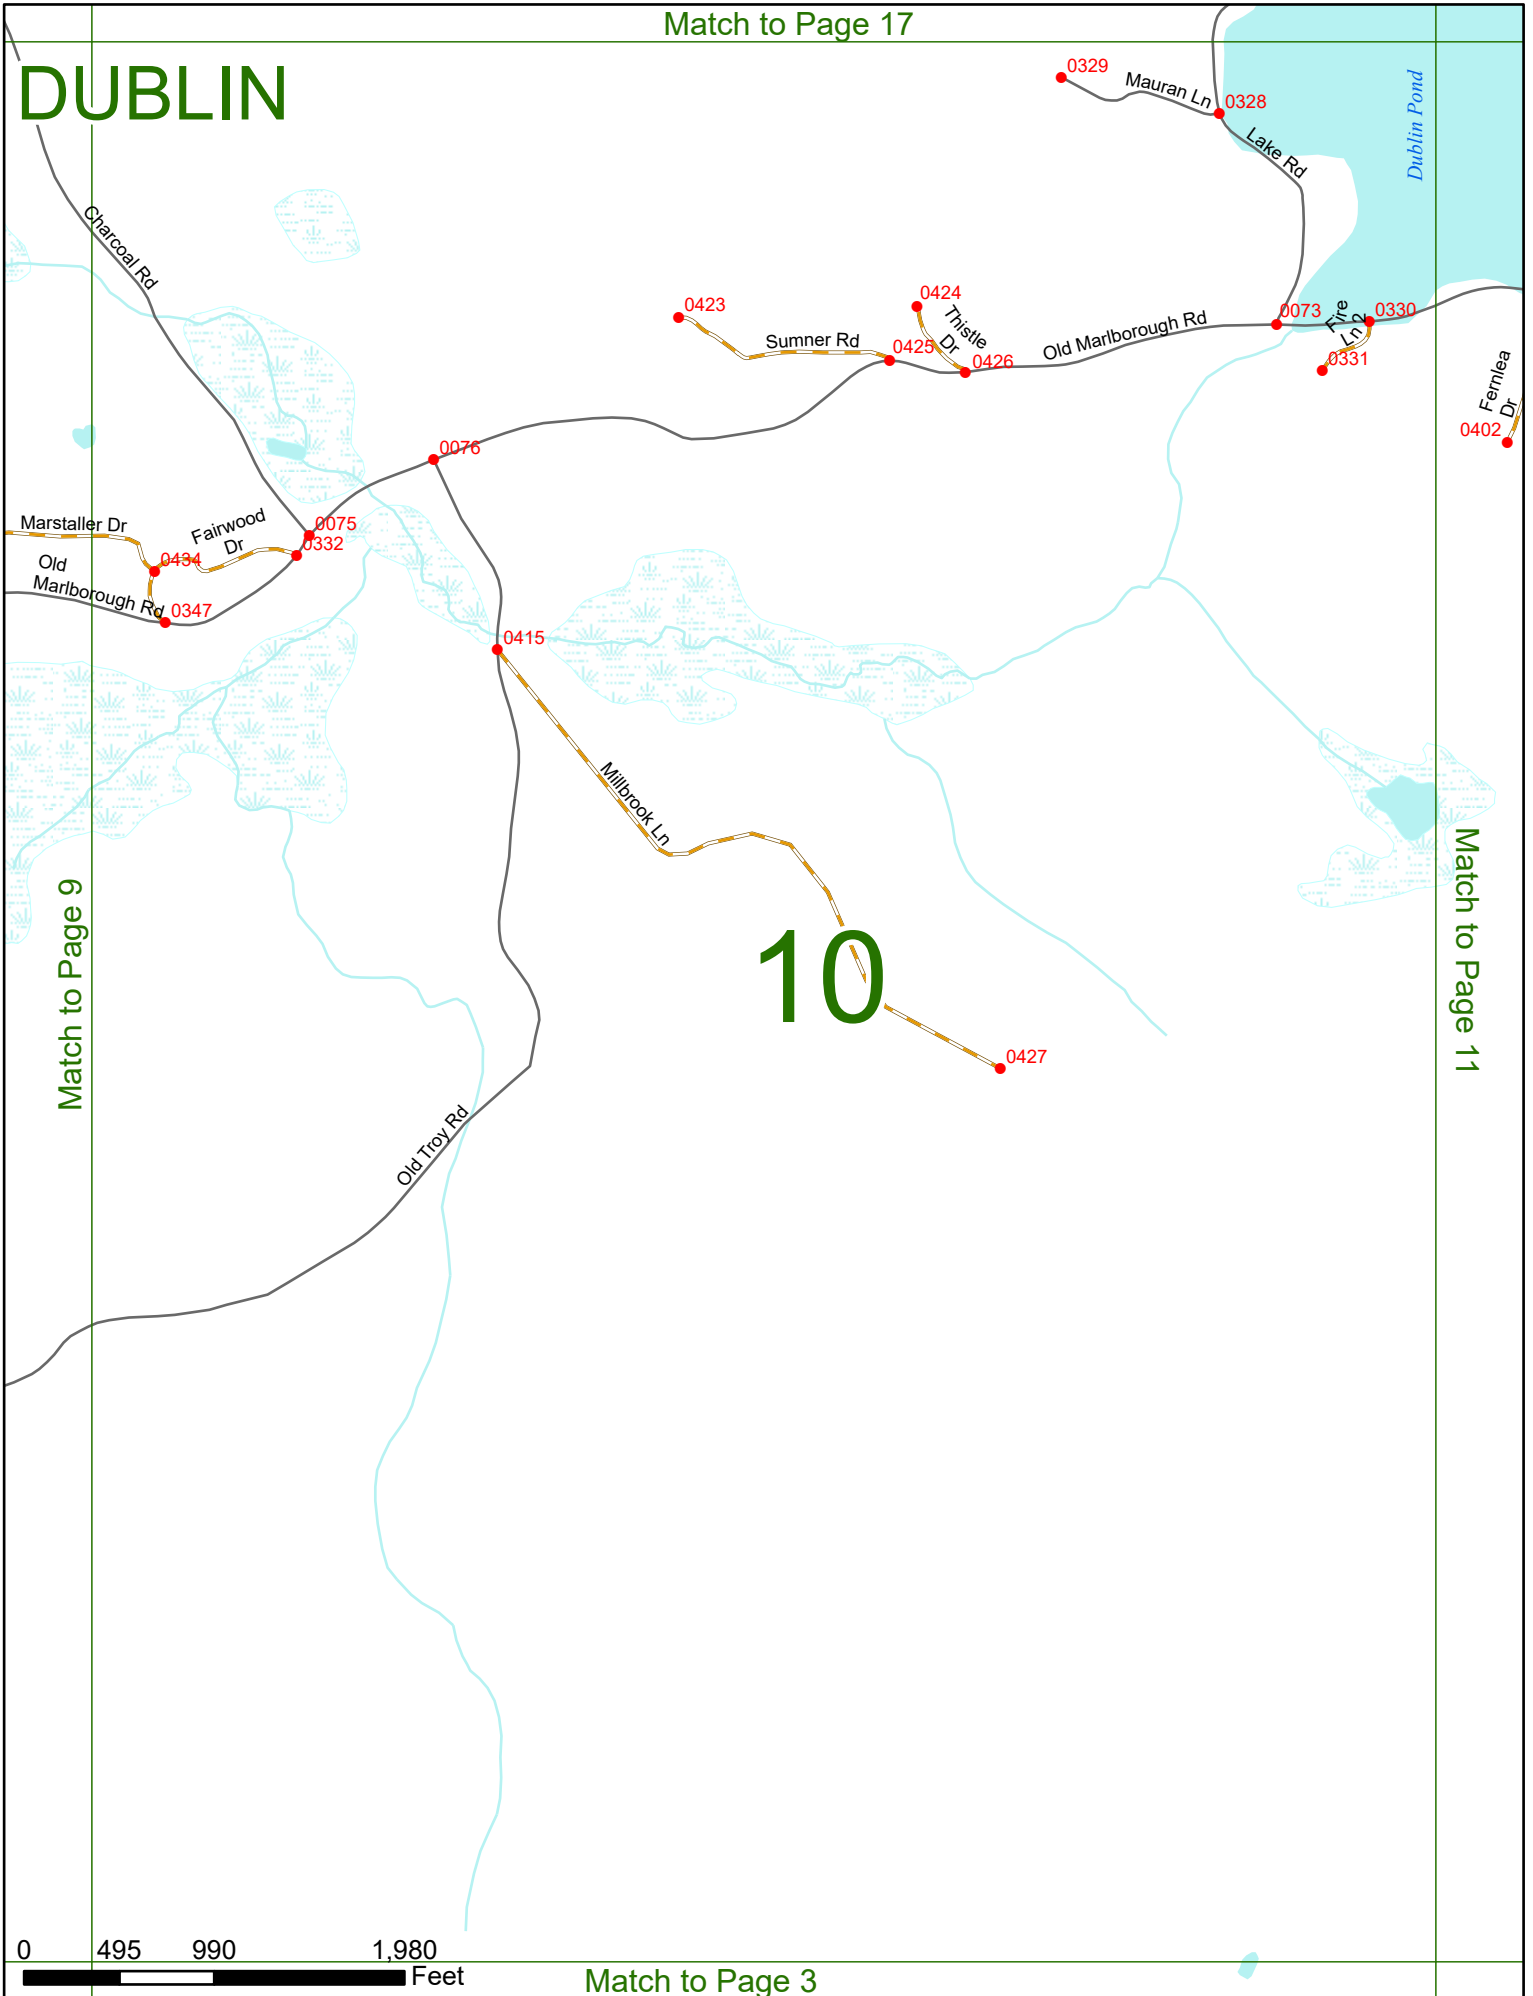 Match to Page 17
DUBLIN
0329
Mauran Ln
0328
Lake Rd
Dublin Pond
Charcoal Rd
0423
Sumner Rd
0424
Thistle
Dr
0425
0426
Old Marlborough Rd
0073
Fire
Ln 2
0330
0331
Fernlea
Dr
0402
0076
Marstaller Dr
Fairwood
Dr
0075
0332
0434
Old
Marlborough Rd
0347
0415
Millbrook Ln
Match to Page 9
10
Match to Page 11
0427
Old Troy Rd
0 495 990 1,980
Feet
Match to Page 3